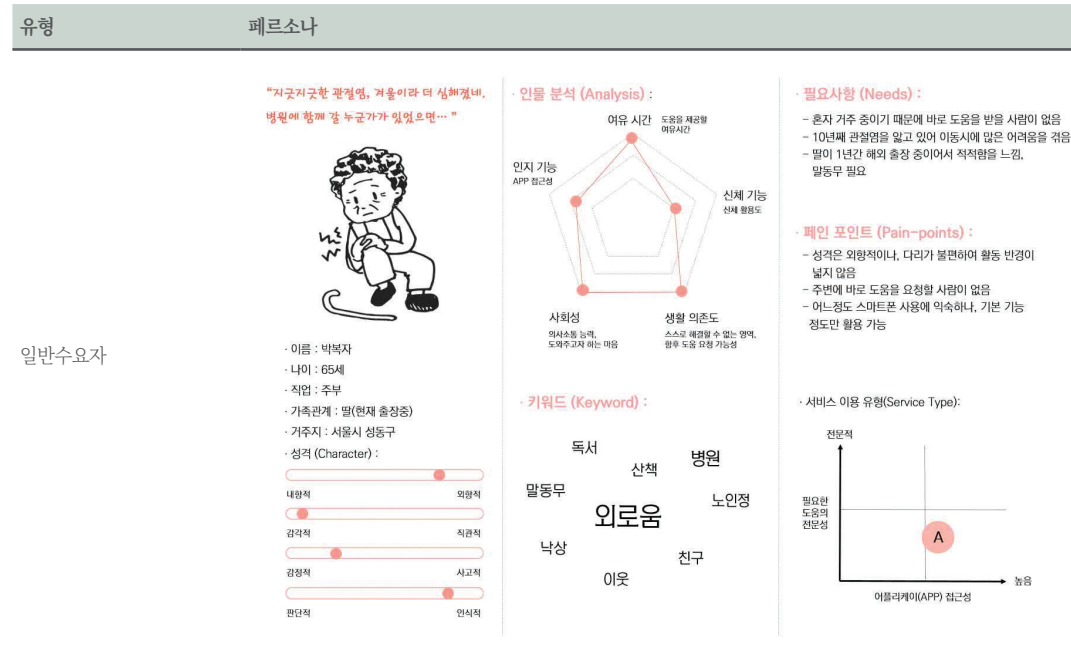 유형
페르소나
일반수요자
"지긋지긋한 관절염, 겨울이라 더 심해졌네.
병원에 함께 갈 누군가가 있었으면… "
· 이름 : 박복자
· 나이 : 65세
· 직업 : 주부
· 가족관계 : 딸(현재 출장중)
· 거주지 : 서울시 성동구
· 성격 (Character) :
내향적 외향적
감각적 직관적
감정적 사고적
판단적 인식적
· 인물 분석 (Analysis) :
여유 시간
도움을 제공할
여유시간
인지 기능
APP 접근성
신체 기능
신체 활용도
사회성
의사소통 능력,
도와주고자 하는 마음
생활 의존도
스스로 해결할 수 없는 영역,
향후 도움 요청 가능성
· 키워드 (Keyword) :
독서
산책
병원
말동무
외로움
노인정
낙상
친구
이웃
· 필요사항 (Needs) :
– 혼자 거주 중이기 때문에 바로 도움을 받을 사람이 없음
– 10년째 관절염을 앓고 있어 이동시에 많은 어려움을 겪음
– 딸이 1년간 해외 출장 중이어서 적적함을 느낌,
말동무 필요
· 페인 포인트 (Pain-points) :
– 성격은 외향적이나, 다리가 불편하여 활동 반경이
넓지 않음
– 주변에 바로 도움을 요청할 사람이 없음
– 어느정도 스마트폰 사용에 익숙하나, 기본 기능
정도만 활용 가능
· 서비스 이용 유형(Service Type):
전문적
필요한
도움의
전문성
A
높음
어플리케이(APP) 접근성